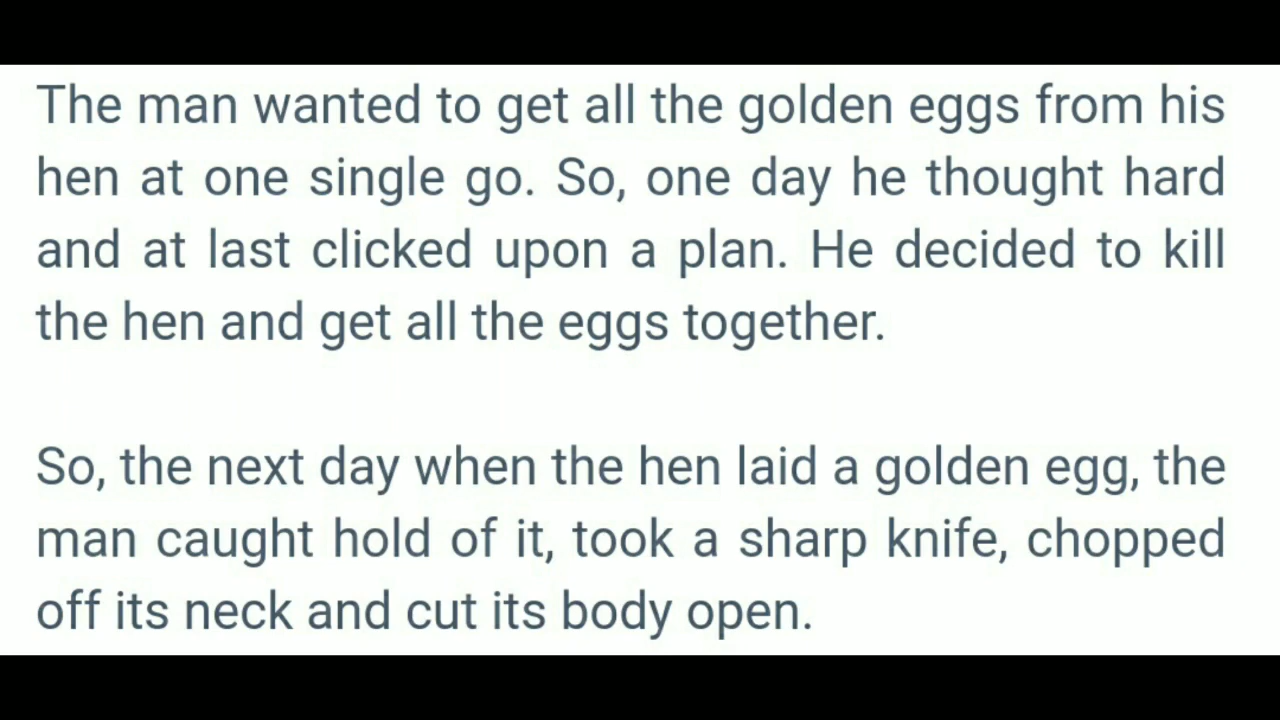 The man wanted to get all the golden eggs from his
hen at one single go. So, one day he thought hard
and at last clicked upon a plan. He decided to kill
the hen and get all the eggs together.
So, the next day when the hen laid a golden egg, the
man caught hold of it, took a sharp knife, chopped
off its neck and cut its body open.